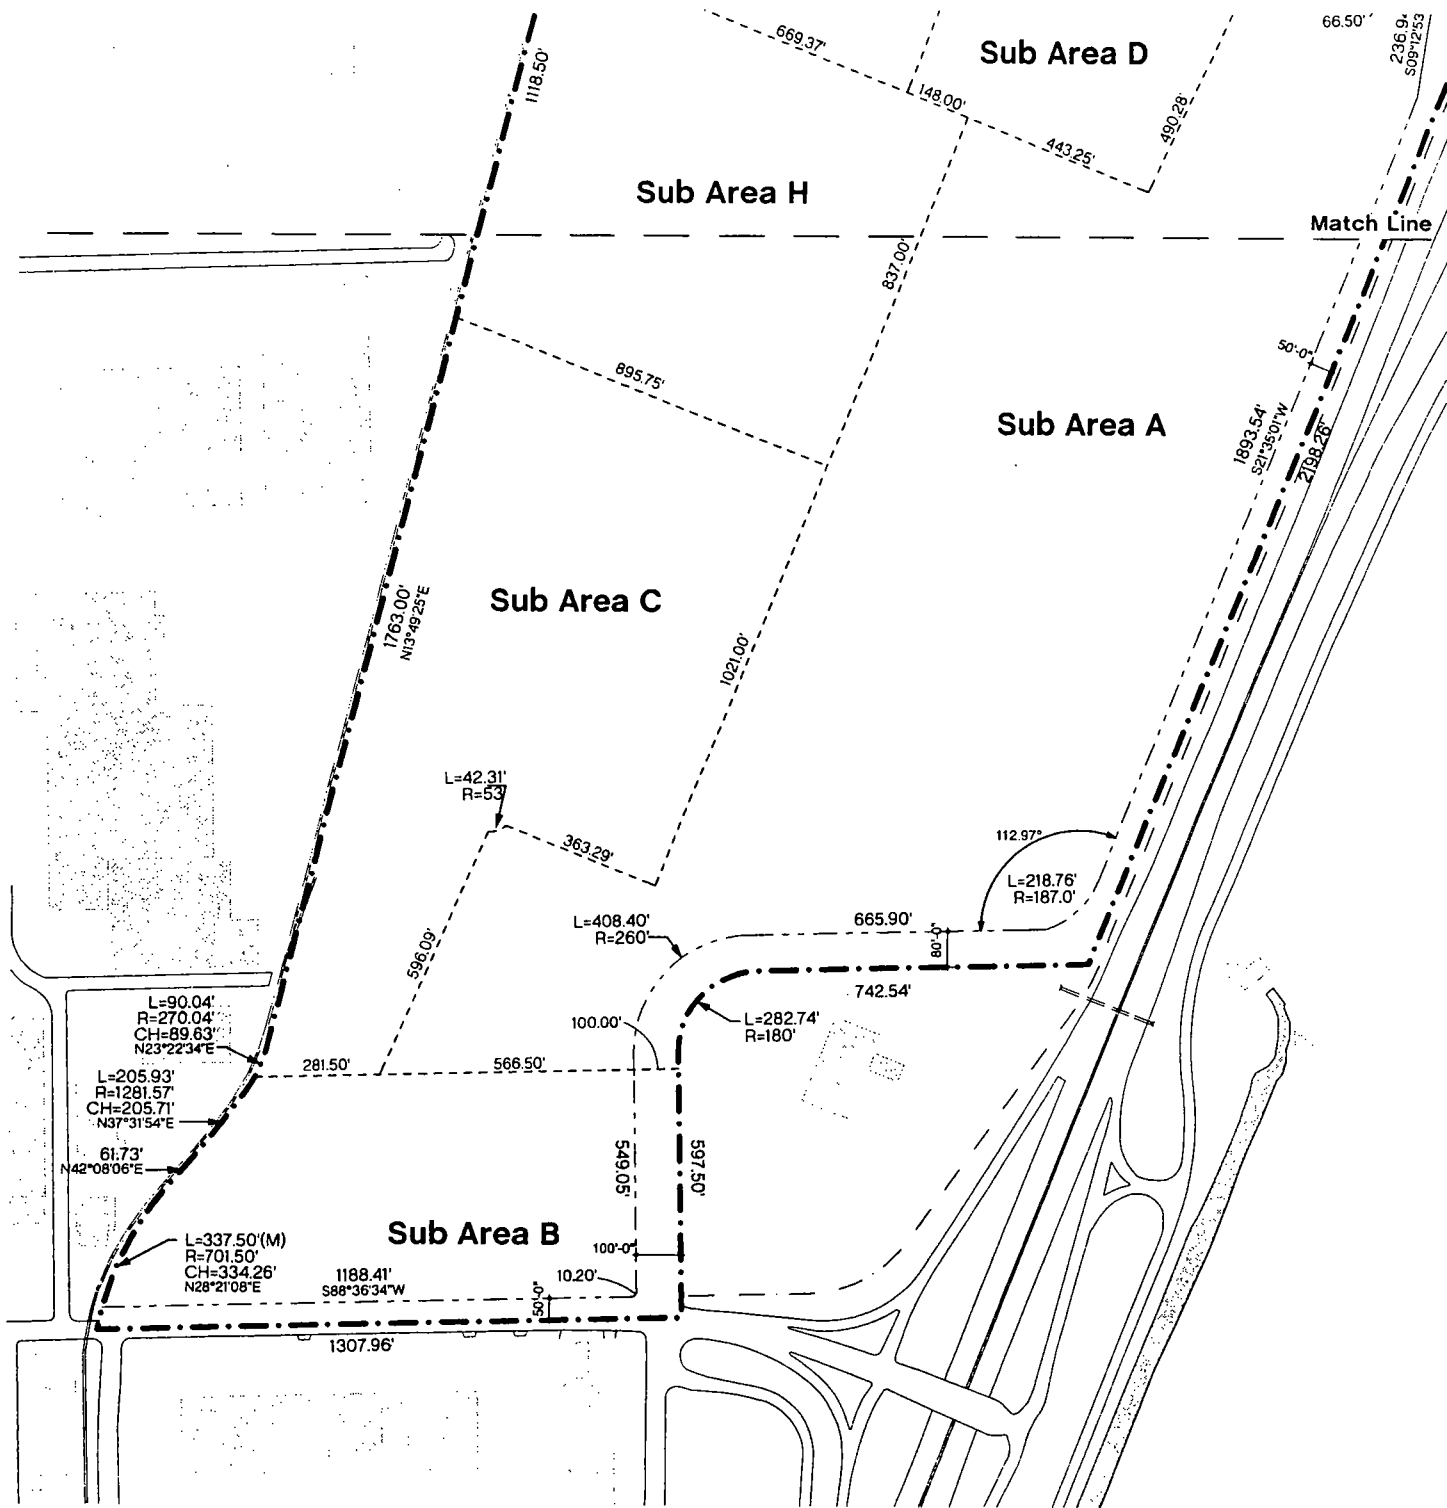 66.50'
236.9
S09°12'53
669.37'
Sub Area D
1118.50'
148.00'
490.28'
443.25'
Sub Area H
Match Line
837.00'
50'-0"
895.75'
Sub Area A
1893.54'
S21°35'01"W
2198.26'
Sub Area C
1763.00'
N13°49'25"E
1021.00'
L=42.31'
R=53'
112.97°
363.29'
L=218.76'
R=187.0'
L=408.40'
R=260'
665.90'
80'-0"
596.09'
742.54'
L=90.04'
R=270.04'
CH=89.63'
N23°22'34"E
100.00'
L=282.74'
R=180'
281.50'
566.50'
L=205.93'
R=1281.57'
CH=205.71'
N37°31'54"E
61.73'
N42°08'06"E
549.05'
597.50'
Sub Area B
L=337.50'(M)
R=701.50'
CH=334.26'
N28°21'08"E
100'-0"
1188.41'
S88°36'34"W
10.20'
50'-0"
1307.96'